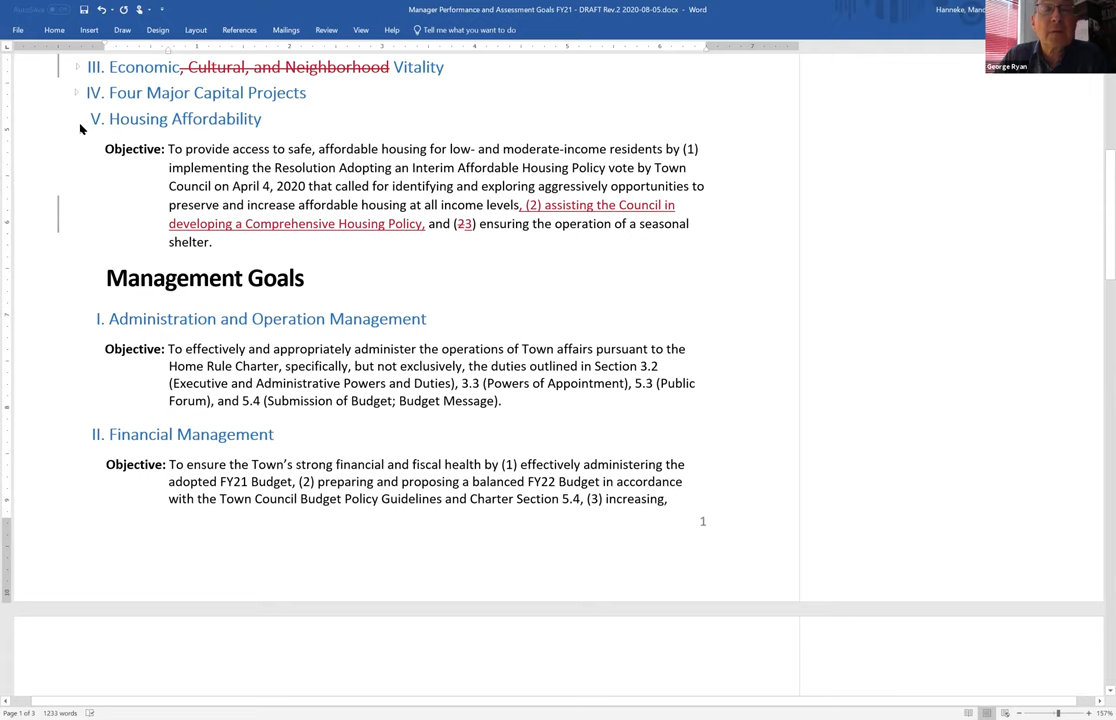 AutoSave Off
Manager Performance and Assessment Goals FY21 - DRAFT Rev.2 2020-08-05.docx - Word
Hanneke,
File Home Insert Draw Design Layout References Mailings Review View Help Tell me what you want to do
George Ryan
1 2 3 4 5 6 7
III. Economic, Cultural, and Neighborhood Vitality
IV. Four Major Capital Projects
V. Housing Affordability
Objective: To provide access to safe, affordable housing for low- and moderate-income residents by (1)
implementing the Resolution Adopting an Interim Affordable Housing Policy vote by Town
Council on April 4, 2020 that called for identifying and exploring aggressively opportunities to
preserve and increase affordable housing at all income levels, (2) assisting the Council in
developing a Comprehensive Housing Policy, and (23) ensuring the operation of a seasonal
shelter.
Management Goals
I. Administration and Operation Management
Objective: To effectively and appropriately administer the operations of Town affairs pursuant to the
Home Rule Charter, specifically, but not exclusively, the duties outlined in Section 3.2
(Executive and Administrative Powers and Duties), 3.3 (Powers of Appointment), 5.3 (Public
Forum), and 5.4 (Submission of Budget; Budget Message).
II. Financial Management
Objective: To ensure the Town's strong financial and fiscal health by (1) effectively administering the
adopted FY21 Budget, (2) preparing and proposing a balanced FY22 Budget in accordance
with the Town Council Budget Policy Guidelines and Charter Section 5.4, (3) increasing,
1
Page 1 of 3 1233 words
157%